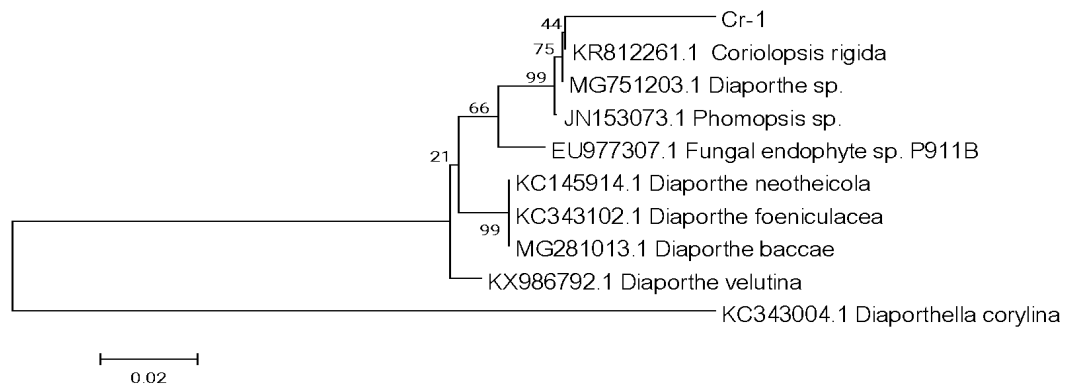 Cr-1
44
KR812261.1 Coriolopsis rigida
75
MG751203.1 Diaporthe sp.
99
JN153073.1 Phomopsis sp.
66
EU977307.1 Fungal endophyte sp. P911B
21
KC145914.1 Diaporthe neotheicola
KC343102.1 Diaporthe foeniculacea
99
MG281013.1 Diaporthe baccae
KX986792.1 Diaporthe velutina
KC343004.1 Diaporthella corylina
0.02